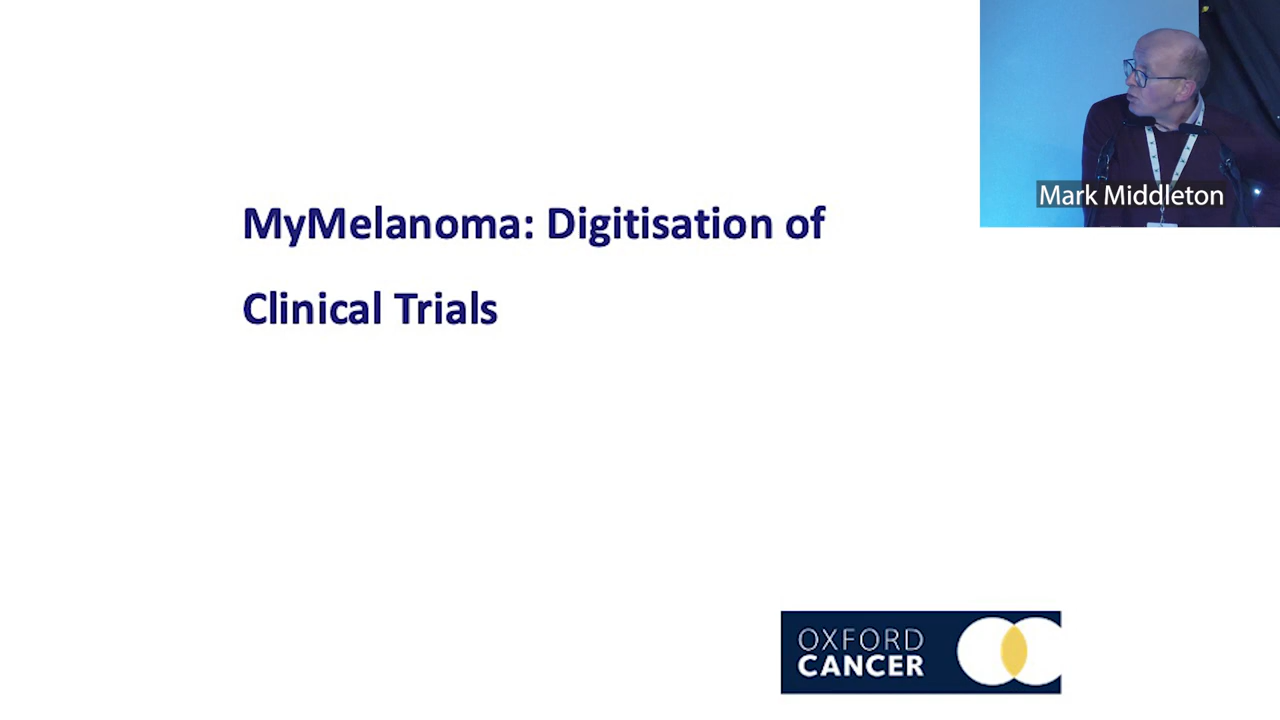 Mark Middleton
MyMelanoma: Digitisation of
Clinical Trials
OXFORD
CANCER